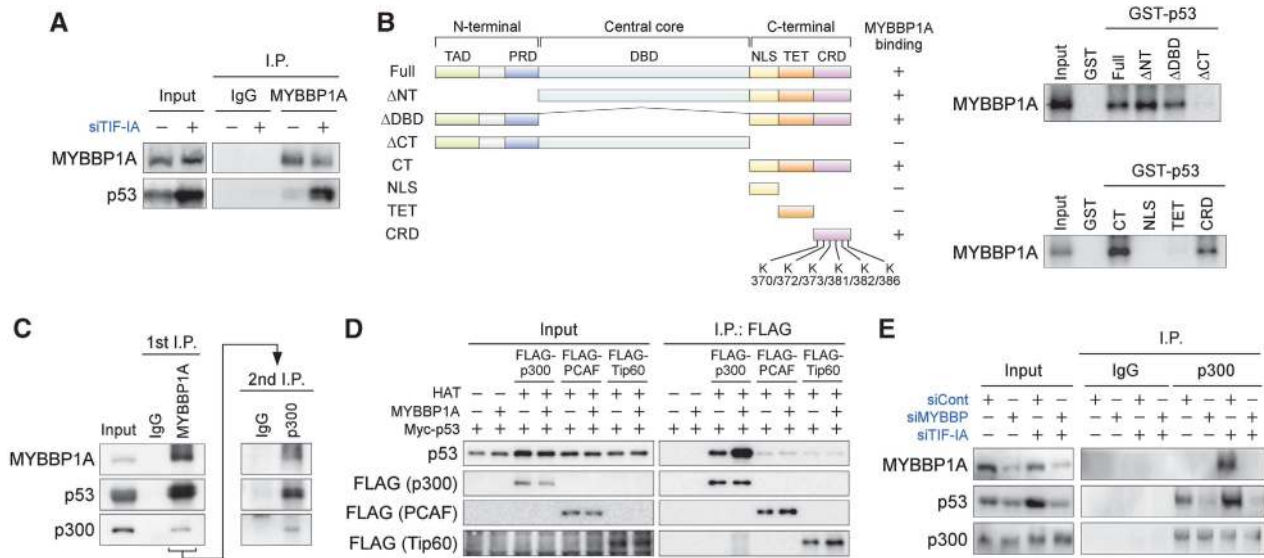 A
I.P.
Input IgG MYBBP1A
siTIF-IA − + − + − +
MYBBP1A
p53
B
N-terminal Central core C-terminal MYBBP1A binding
TAD PRD DBD NLS TET CRD
Full +
ΔNT +
ΔDBD +
ΔCT −
CT +
NLS −
TET −
CRD +
K K K K K K
370/372/373/381/382/386
GST-p53
Input GST Full ΔNT ΔDBD ΔCT
MYBBP1A
GST-p53
Input GST CT NLS TET CRD
MYBBP1A
C
1st I.P.
2nd I.P.
Input IgG MYBBP1A IgG p300
MYBBP1A
p53
p300
D
Input I.P.: FLAG
FLAG-p300 FLAG-PCAF FLAG-Tip60 FLAG-p300 FLAG-PCAF FLAG-Tip60
HAT − − + + + + + + − − + + + + + +
MYBBP1A − + − + − + − + − + − + − + − +
Myc-p53 + + + + + + + + + + + + + + + +
p53
FLAG (p300)
FLAG (PCAF)
FLAG (Tip60)
E
I.P.
Input IgG p300
siCont + − + − + − + − + − + −
siMYBBP − + − + − + − + − + − +
siTIF-IA − − + + − − + + − − + +
MYBBP1A
p53
p300